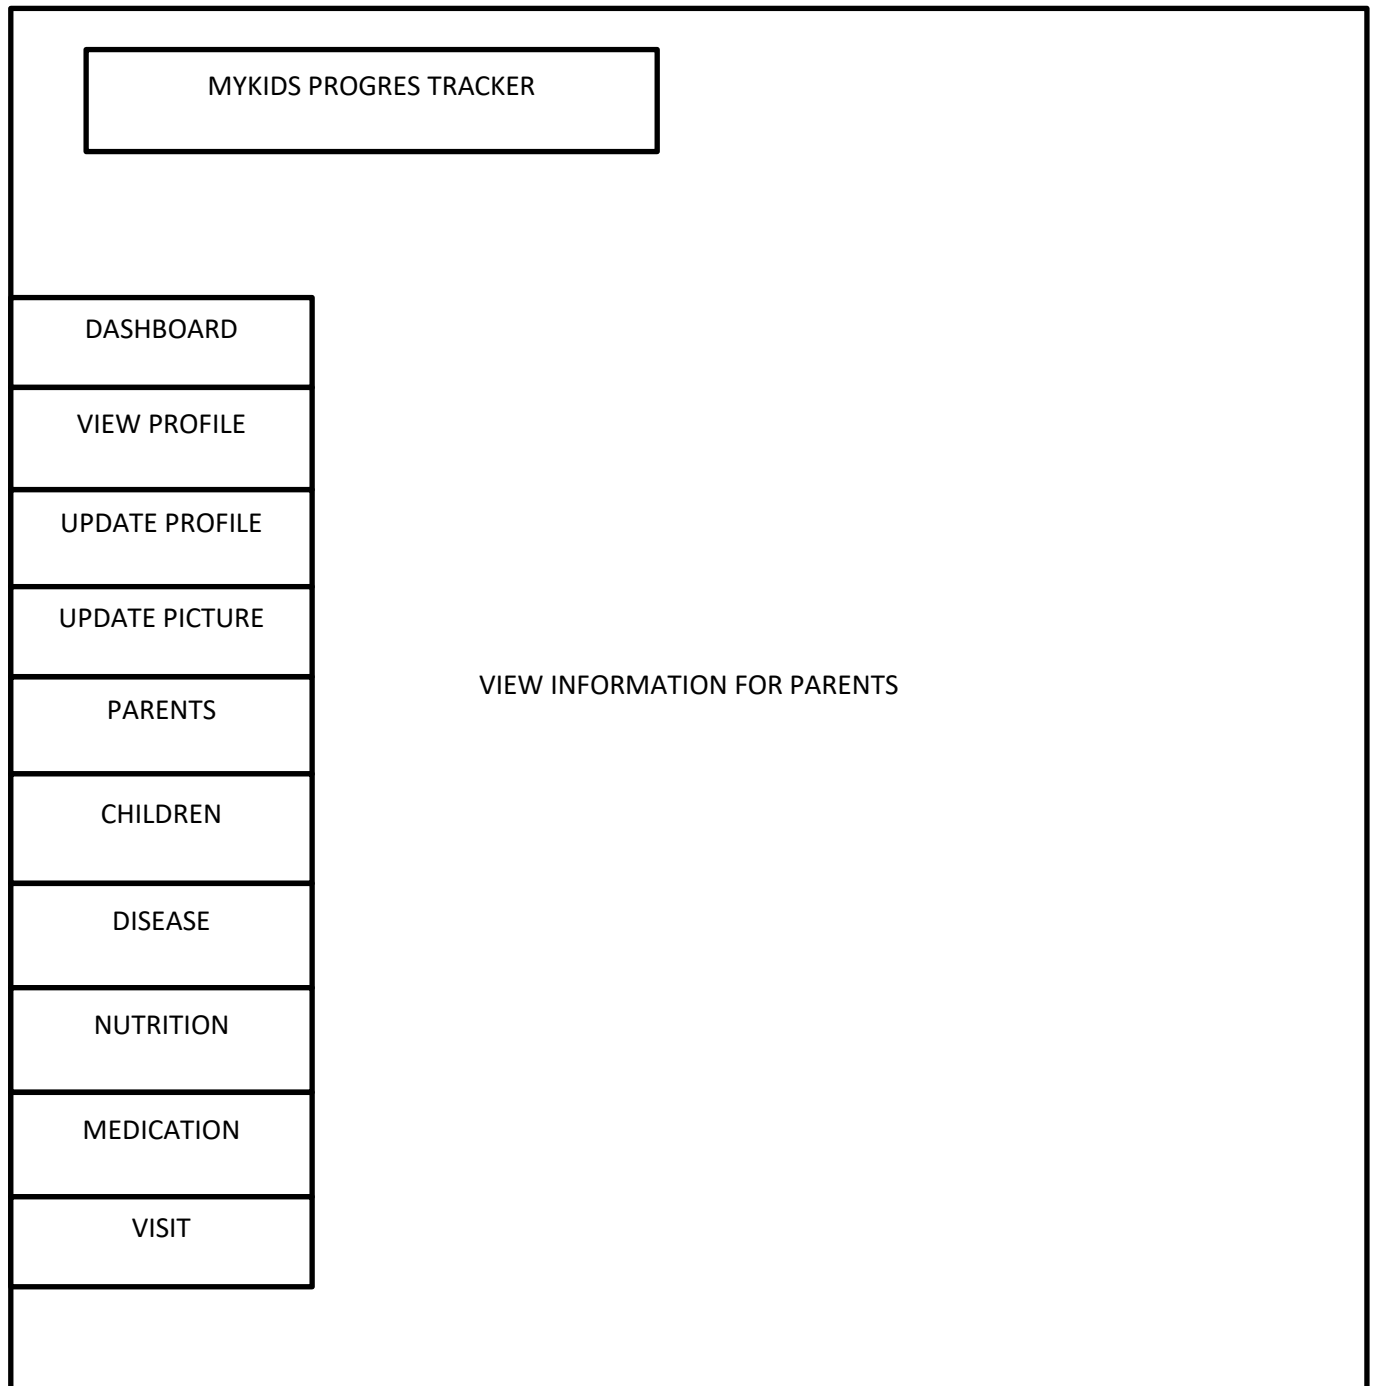 MYKIDS PROGRES TRACKER
DASHBOARD
VIEW PROFILE
UPDATE PROFILE
UPDATE PICTURE
PARENTS
CHILDREN
DISEASE
NUTRITION
MEDICATION
VISIT
VIEW INFORMATION FOR PARENTS